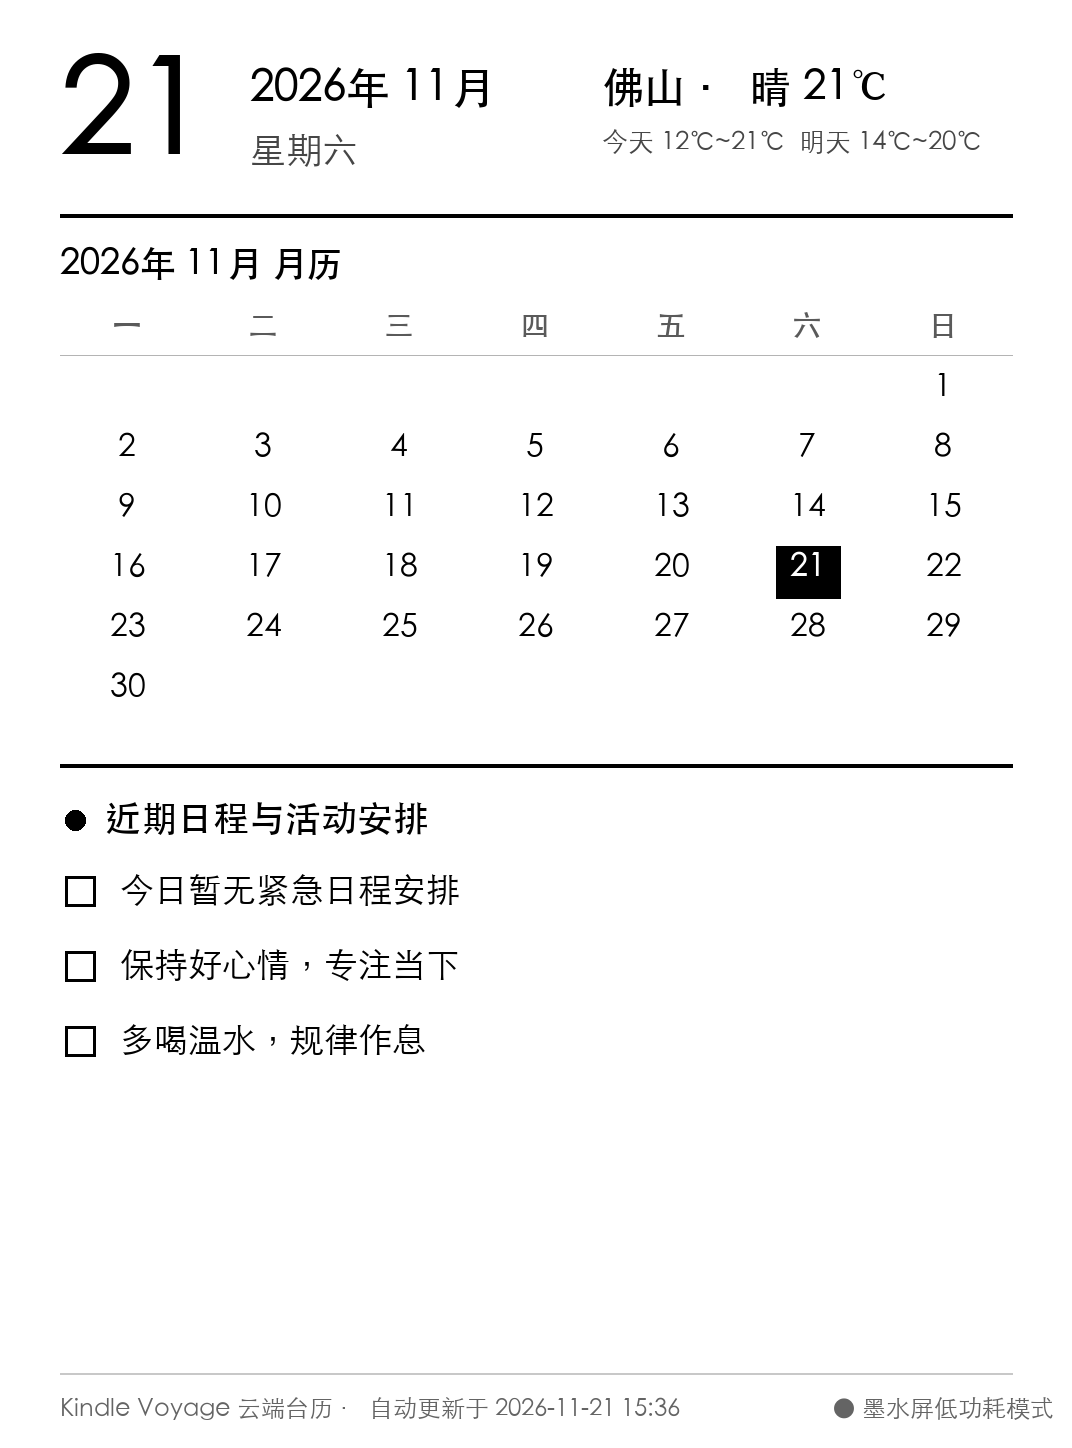 21 2026年 11月 佛山 · 晴 21℃
星期六 今天 12℃~21℃ 明天 14℃~20℃
2026年 11月 月历
一 二 三 四 五 六 日
1
2 3 4 5 6 7 8
9 10 11 12 13 14 15
16 17 18 19 20 21 22
23 24 25 26 27 28 29
30
● 近期日程与活动安排
□ 今日暂无紧急日程安排
□ 保持好心情，专注当下
□ 多喝温水，规律作息
Kindle Voyage 云端台历 · 自动更新于 2026-11-21 15:36 ● 墨水屏低功耗模式